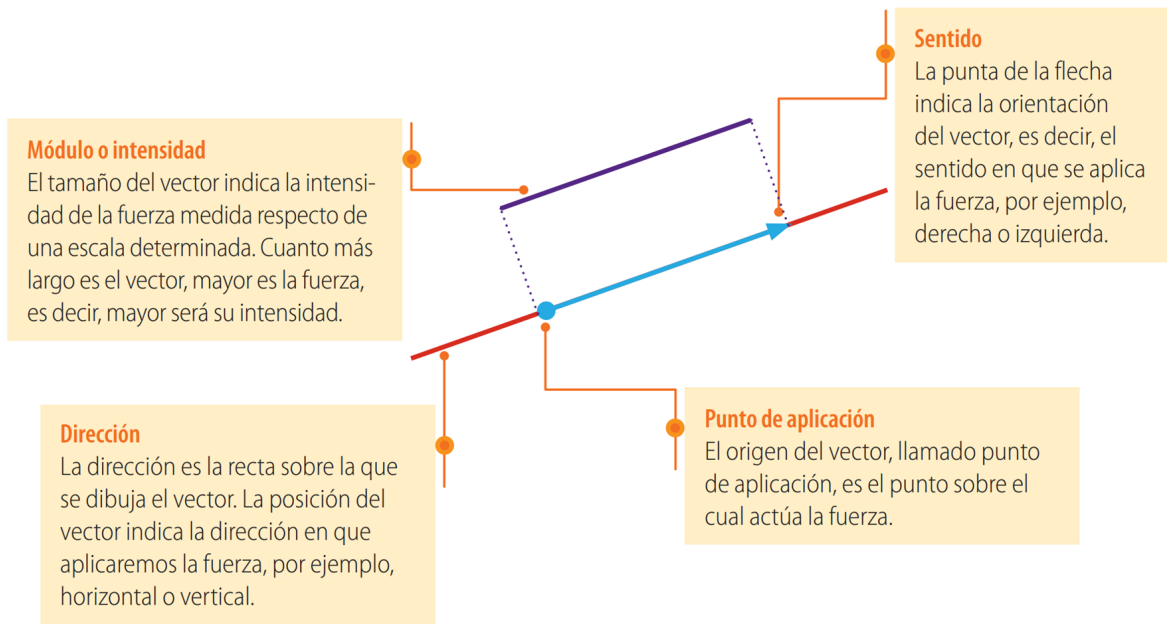 Módulo o intensidad
El tamaño del vector indica la intensi-
dad de la fuerza medida respecto de
una escala determinada. Cuanto más
largo es el vector, mayor es la fuerza,
es decir, mayor será su intensidad.
Sentido
La punta de la flecha
indica la orientación
del vector, es decir, el
sentido en que se aplica
la fuerza, por ejemplo,
derecha o izquierda.
Dirección
La dirección es la recta sobre la que
se dibuja el vector. La posición del
vector indica la dirección en que
aplicaremos la fuerza, por ejemplo,
horizontal o vertical.
Punto de aplicación
El origen del vector, llamado punto
de aplicación, es el punto sobre el
cual actúa la fuerza.